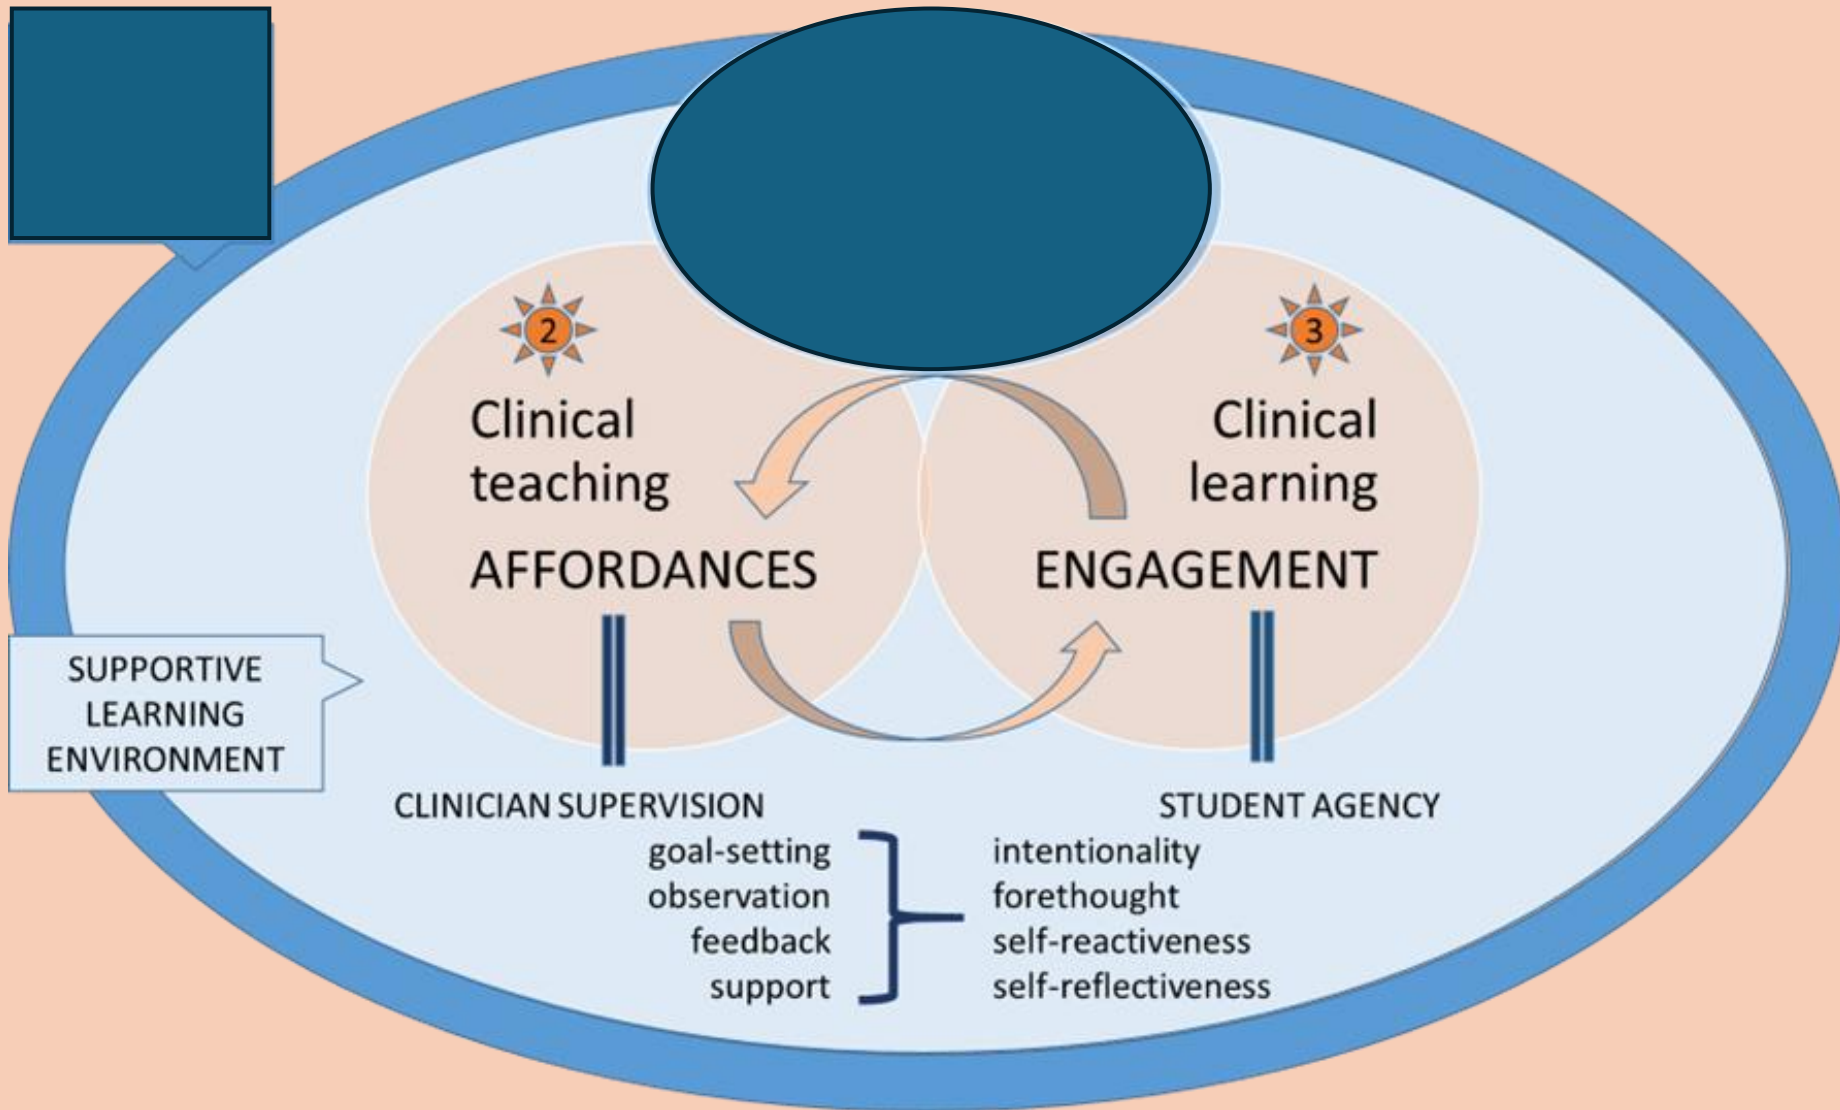 2
Clinical
teaching
AFFORDANCES
3
Clinical
learning
ENGAGEMENT
SUPPORTIVE
LEARNING
ENVIRONMENT
CLINICIAN SUPERVISION
goal-setting
observation
feedback
support
STUDENT AGENCY
intentionality
forethought
self-reactiveness
self-reflectiveness